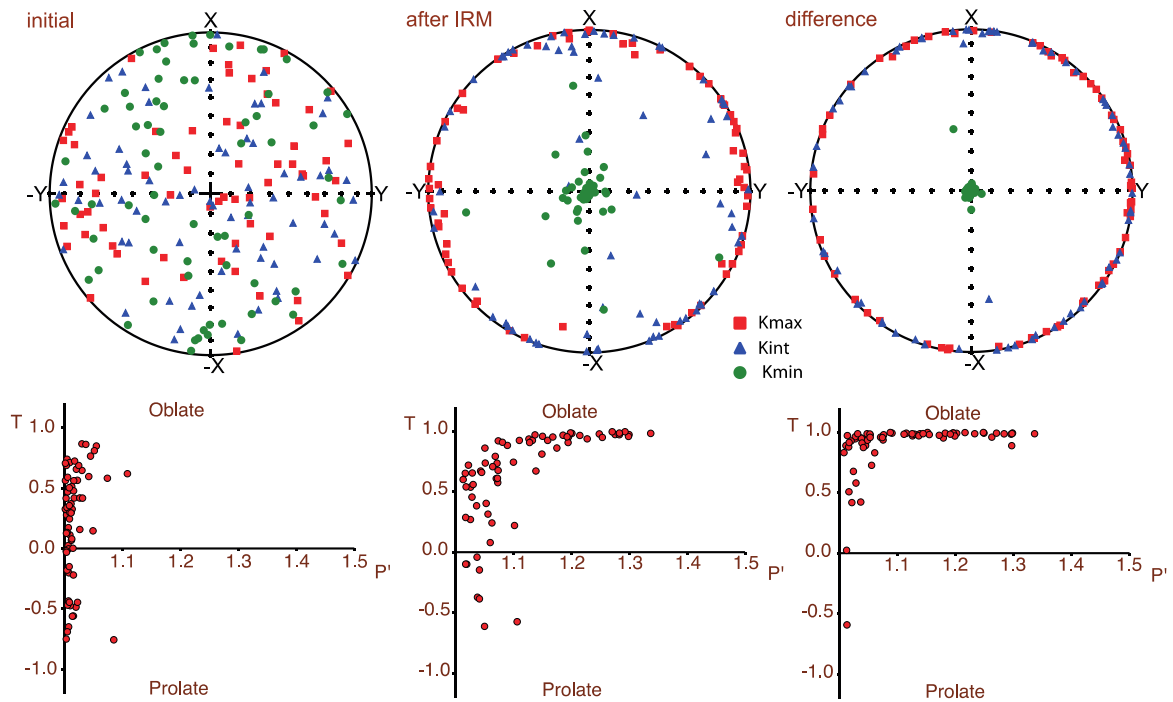 initial
X
-Y
Y
-X
after IRM
X
-Y
Y
-X
difference
X
-Y
Y
-X
Kmax
Kint
Kmin
Oblate
T
1.0
0.5
0.0
-0.5
-1.0
1.1
1.2
1.3
1.4
1.5
P'
Prolate
Oblate
T
1.0
0.5
0.0
-0.5
-1.0
1.1
1.2
1.3
1.4
1.5
P'
Prolate
Oblate
T
1.0
0.5
0.0
-0.5
-1.0
1.1
1.2
1.3
1.4
1.5
P'
Prolate